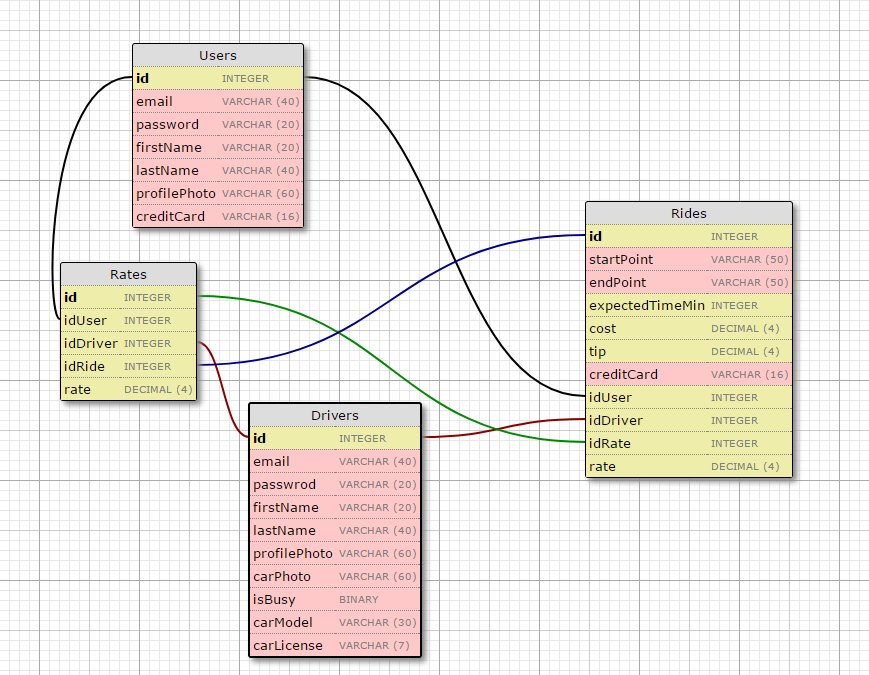 Users
id INTEGER
email VARCHAR (40)
password VARCHAR (20)
firstName VARCHAR (20)
lastName VARCHAR (40)
profilePhoto VARCHAR (60)
creditCard VARCHAR (16)
Rides
id INTEGER
startPoint VARCHAR (50)
endPoint VARCHAR (50)
expectedTimeMin INTEGER
cost DECIMAL (4)
tip DECIMAL (4)
creditCard VARCHAR (16)
idUser INTEGER
idDriver INTEGER
idRate INTEGER
rate DECIMAL (4)
Rates
id INTEGER
idUser INTEGER
idDriver INTEGER
idRide INTEGER
rate DECIMAL (4)
Drivers
id INTEGER
email VARCHAR (40)
passwrod VARCHAR (20)
firstName VARCHAR (20)
lastName VARCHAR (40)
profilePhoto VARCHAR (60)
carPhoto VARCHAR (60)
isBusy BINARY
carModel VARCHAR (30)
carLicense VARCHAR (7)